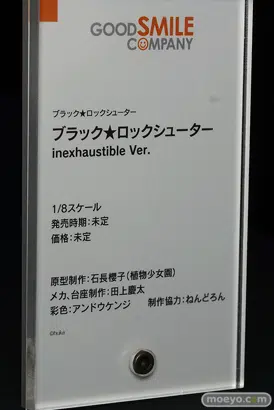 GOODSMILE
COMPANY
ブラック★ロックシューター
ブラック★ロックシューター
inexhaustible Ver.
1/8スケール
発売時期：未定
価格：未定
原型制作：石長櫻子（植物少女園）
メカ、台座制作：田上慶太
彩色：アンドウケンジ　制作協力：ねんどろん
©huke
moeyo.com